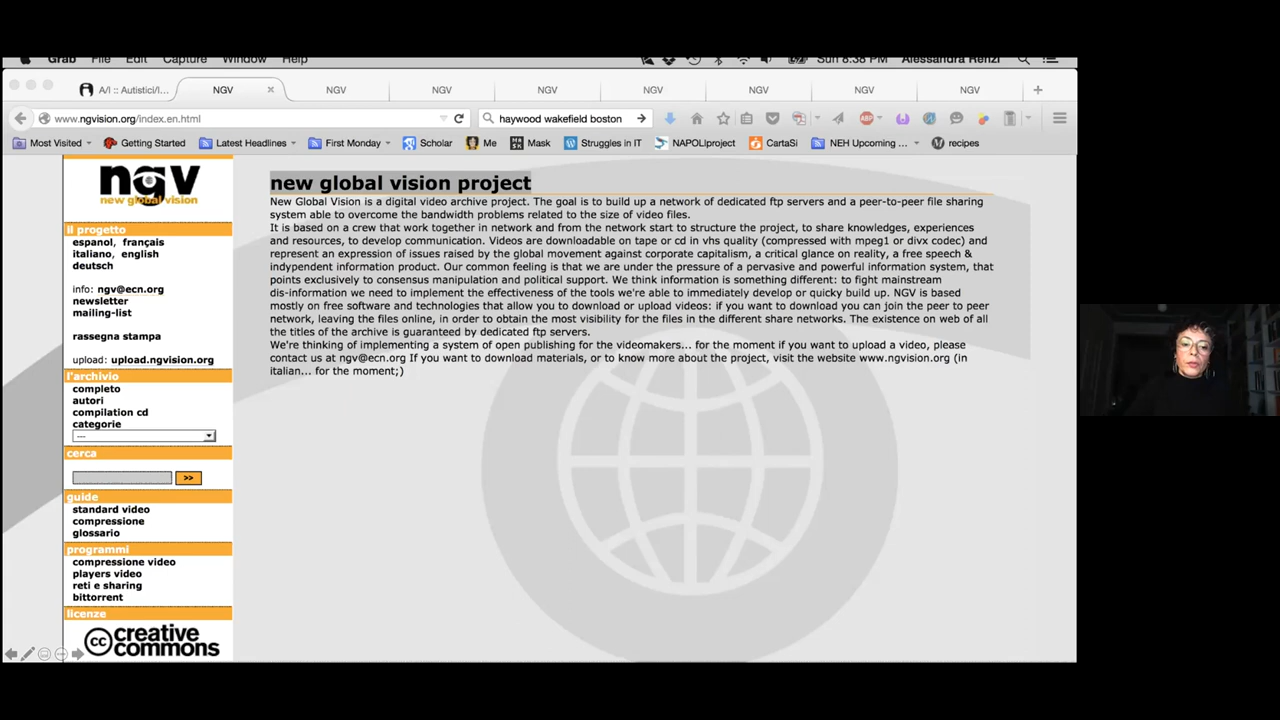 Grab File Edit Capture Window Help Sun 8:38 PM Alessandra Renzi
A/I :: Autistici/I... NGV NGV NGV NGV NGV NGV NGV NGV
www.ngvision.org/index.en.html haywood wakefield boston
Most Visited Getting Started Latest Headlines First Monday Scholar Me Mask Struggles in IT NAPOLIproject CartaSi NEH Upcoming ... recipes
ngv
new global vision
il progetto
espanol, français
italiano, english
deutsch
info: ngv@ecn.org
newsletter
mailing-list
rassegna stampa
upload: upload.ngvision.org
l'archivio
completo
autori
compilation cd
categorie
---
cerca
>>
guide
standard video
compressione
glossario
programmi
compressione video
players video
reti e sharing
bittorrent
licenze
cc creative
commons
new global vision project
New Global Vision is a digital video archive project. The goal is to build up a network of dedicated ftp servers and a peer-to-peer file sharing
system able to overcome the bandwidth problems related to the size of video files.
It is based on a crew that work together in network and from the network start to structure the project, to share knowledges, experiences
and resources, to develop communication. Videos are downloadable on tape or cd in vhs quality (compressed with mpeg1 or divx codec) and
represent an expression of issues raised by the global movement against corporate capitalism, a critical glance on reality, a free speech &
indypendent information product. Our common feeling is that we are under the pressure of a pervasive and powerful information system, that
points exclusively to consensus manipulation and political support. We think information is something different: to fight mainstream
dis-information we need to implement the effectiveness of the tools we're able to immediately develop or quicky build up. NGV is based
mostly on free software and technologies that allow you to download or upload videos: if you want to download you can join the peer to peer
network, leaving the files online, in order to obtain the most visibility for the files in the different share networks. The existence on web of all
the titles of the archive is guaranteed by dedicated ftp servers.
We're thinking of implementing a system of open publishing for the videomakers... for the moment if you want to upload a video, please
contact us at ngv@ecn.org If you want to download materials, or to know more about the project, visit the website www.ngvision.org (in
italian... for the moment;)